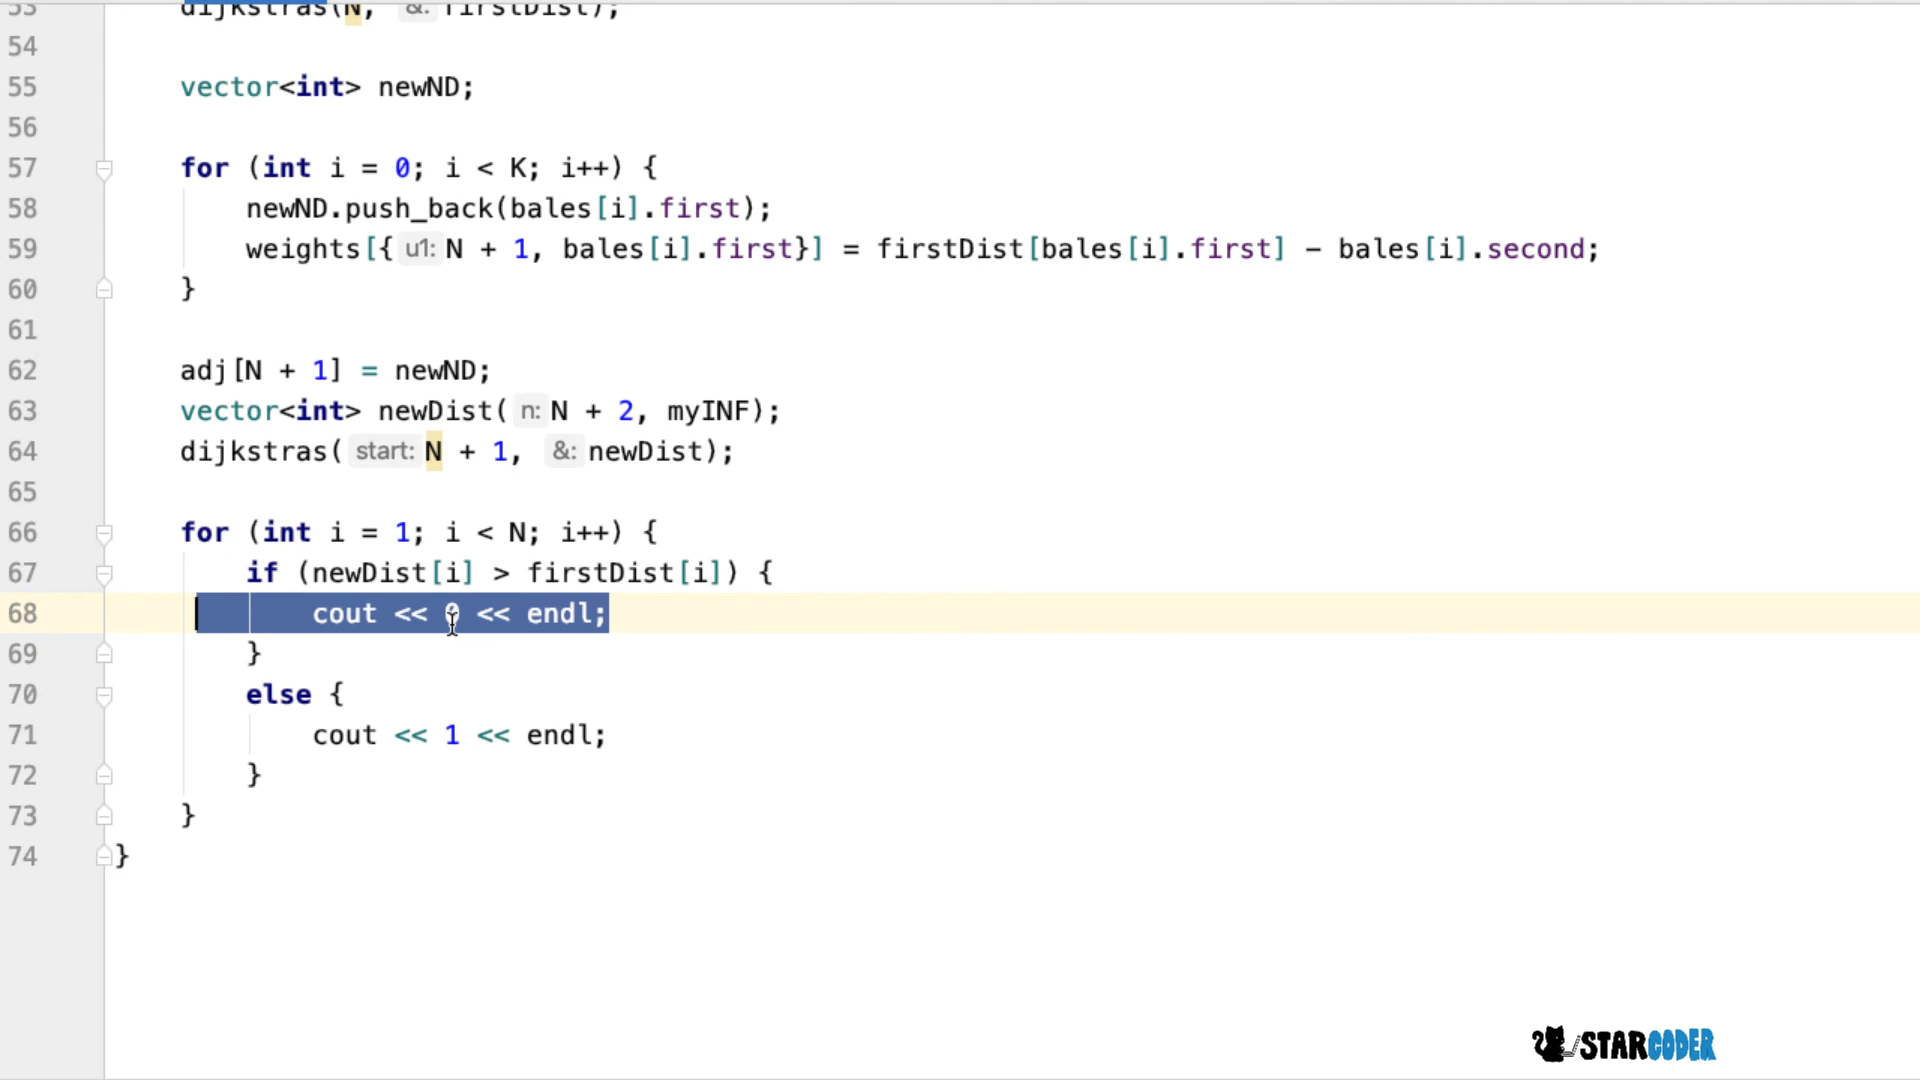 53 dijkstras(N, &: firstDist);
54
55 vector<int> newND;
56
57 for (int i = 0; i < K; i++) {
58 newND.push_back(bales[i].first);
59 weights[{ u1: N + 1, bales[i].first}] = firstDist[bales[i].first] - bales[i].second;
60 }
61
62 adj[N + 1] = newND;
63 vector<int> newDist( n: N + 2, myINF);
64 dijkstras( start: N + 1, &: newDist);
65
66 for (int i = 1; i < N; i++) {
67 if (newDist[i] > firstDist[i]) {
68 cout << 0 << endl;
69 }
70 else {
71 cout << 1 << endl;
72 }
73 }
74 }
STARCODER